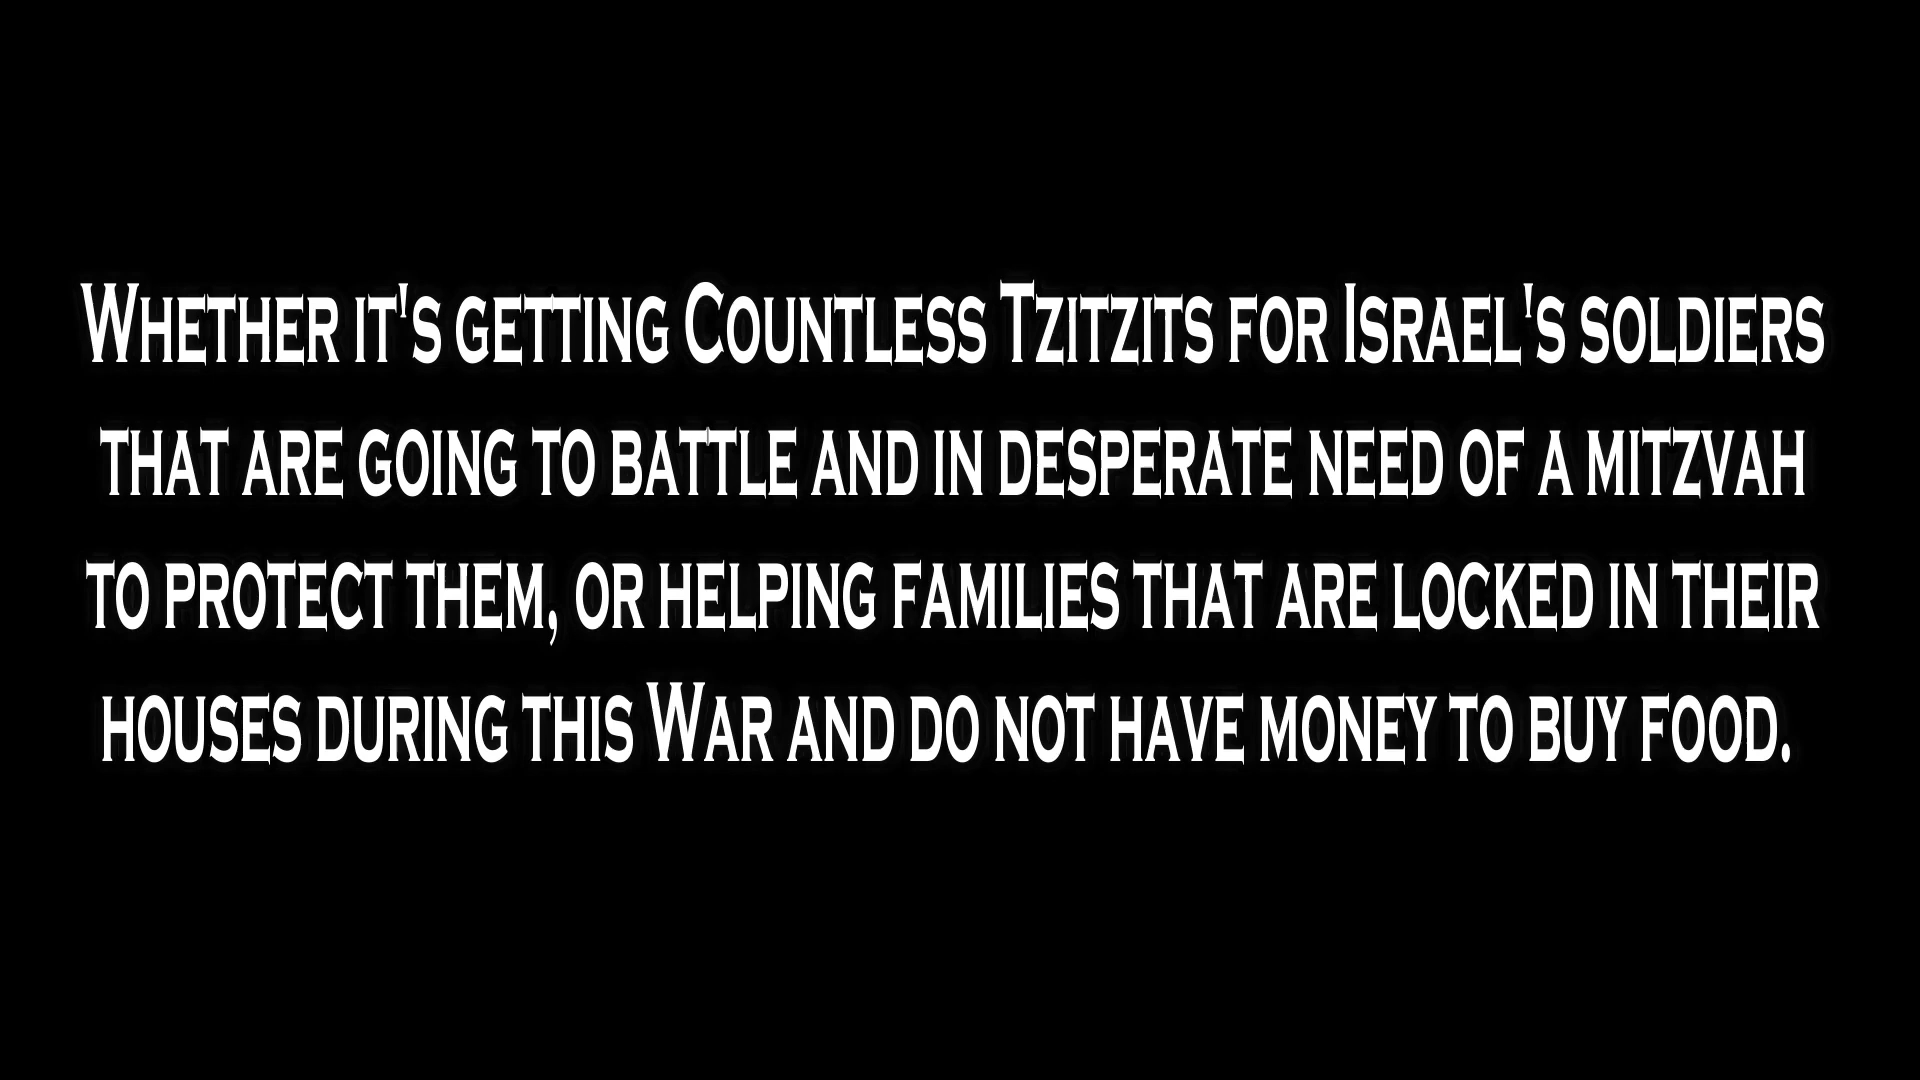 Whether it's getting Countless Tzitzits for Israel's soldiers
that are going to battle and in desperate need of a mitzvah
to protect them, or helping families that are locked in their
houses during this War and do not have money to buy food.